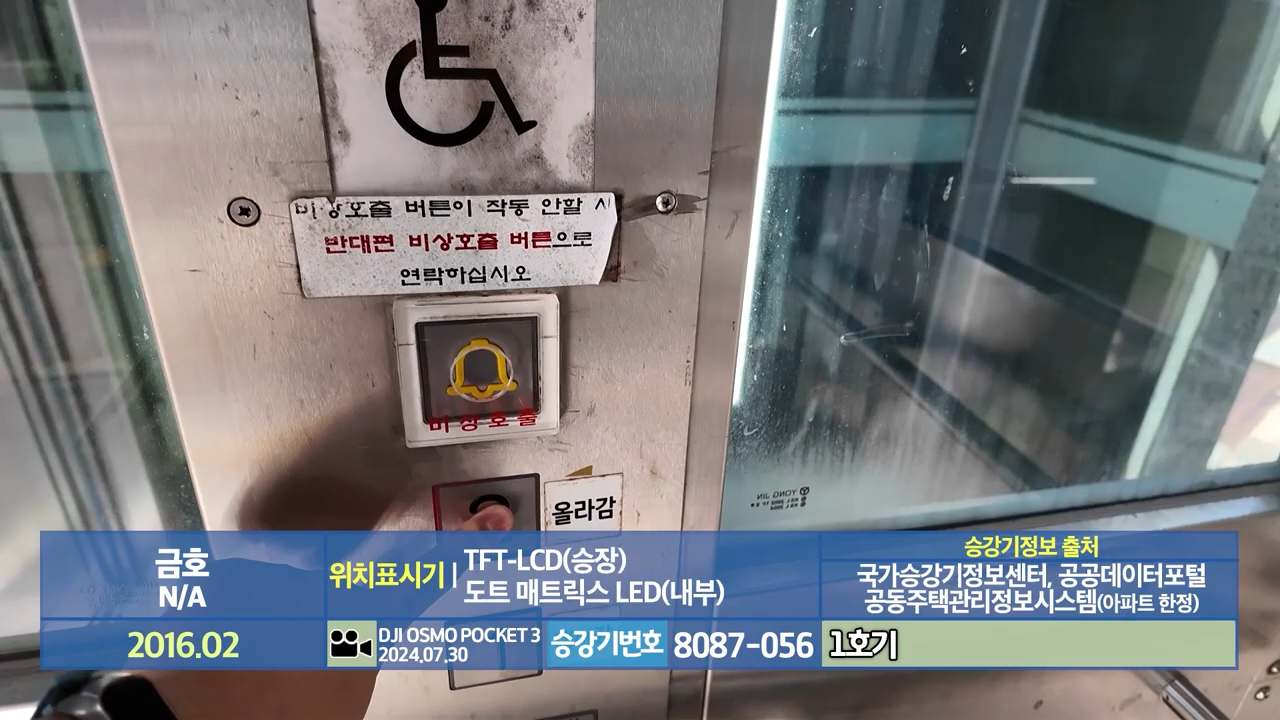 비상호출 버튼이 작동 안할 시
반대편 비상호출 버튼으로
연락하십시오
비상호출
올라감
YONG JIN
금호
N/A
위치표시기 | TFT-LCD(승장)
도트 매트릭스 LED(내부)
승강기정보 출처
국가승강기정보센터, 공공데이터포털
공동주택관리정보시스템(아파트 한정)
2016.02
DJI OSMO POCKET 3
2024.07.30
승강기번호
8087-056
1호기